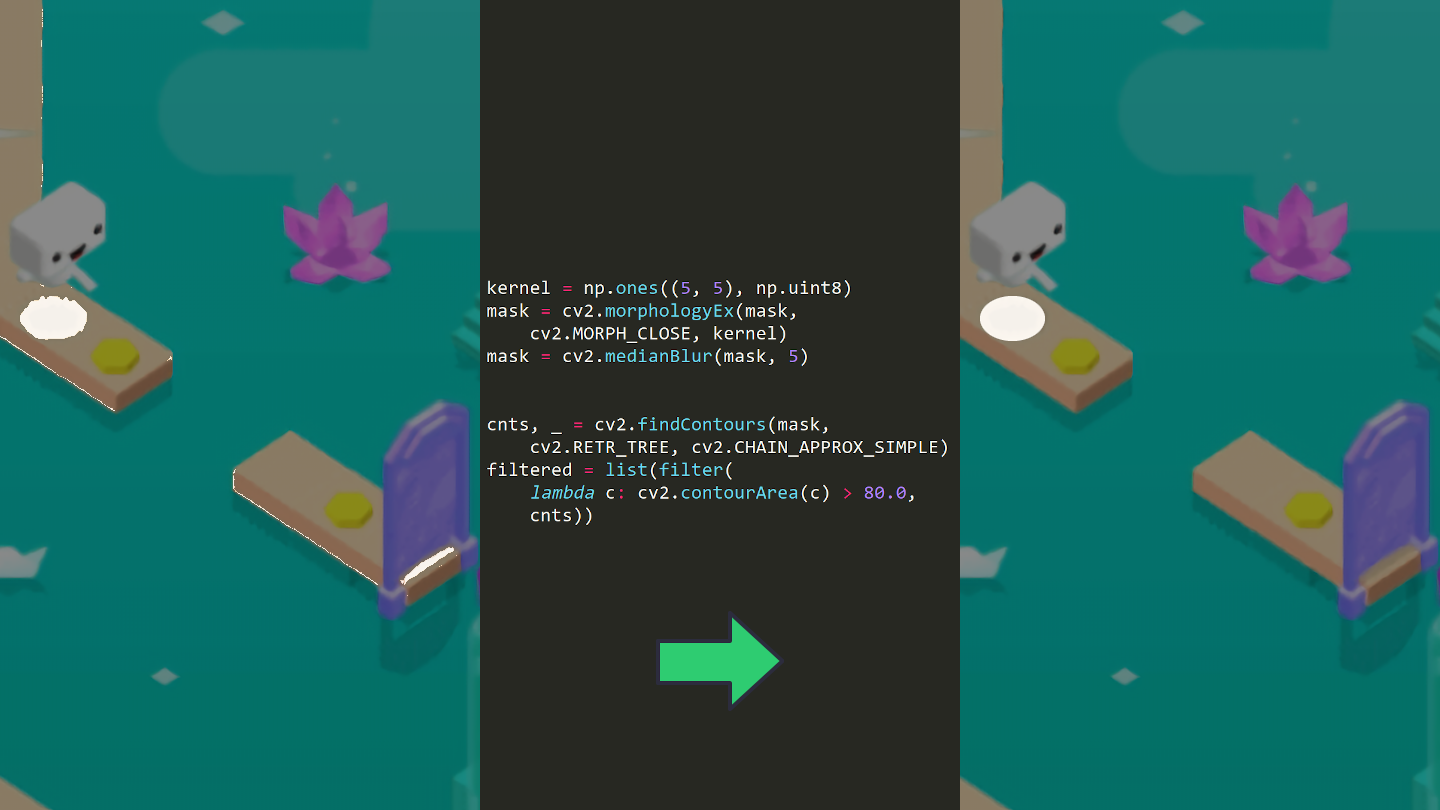 kernel = np.ones((5, 5), np.uint8)
mask = cv2.morphologyEx(mask,
    cv2.MORPH_CLOSE, kernel)
mask = cv2.medianBlur(mask, 5)
cnts, _ = cv2.findContours(mask,
    cv2.RETR_TREE, cv2.CHAIN_APPROX_SIMPLE)
filtered = list(filter(
    lambda c: cv2.contourArea(c) > 80.0,
    cnts))